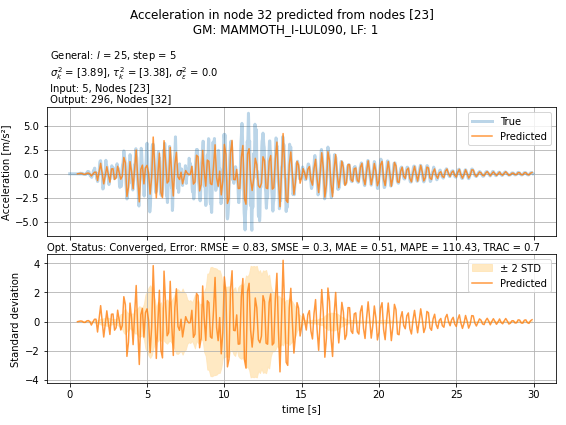 Acceleration in node 32 predicted from nodes [23]
GM: MAMMOTH_I-LUL090, LF: 1
General: l = 25, step = 5
σ²ₖ = [3.89], τ²ₖ = [3.38], σ²ε = 0.0
Input: 5, Nodes [23]
Output: 296, Nodes [32]
True
Predicted
Acceleration [m/s²]
5.0
2.5
0.0
−2.5
−5.0
Opt. Status: Converged, Error: RMSE = 0.83, SMSE = 0.3, MAE = 0.51, MAPE = 110.43, TRAC = 0.7
± 2 STD
Predicted
Standard deviation
4
2
0
−2
−4
0 5 10 15 20 25 30
time [s]